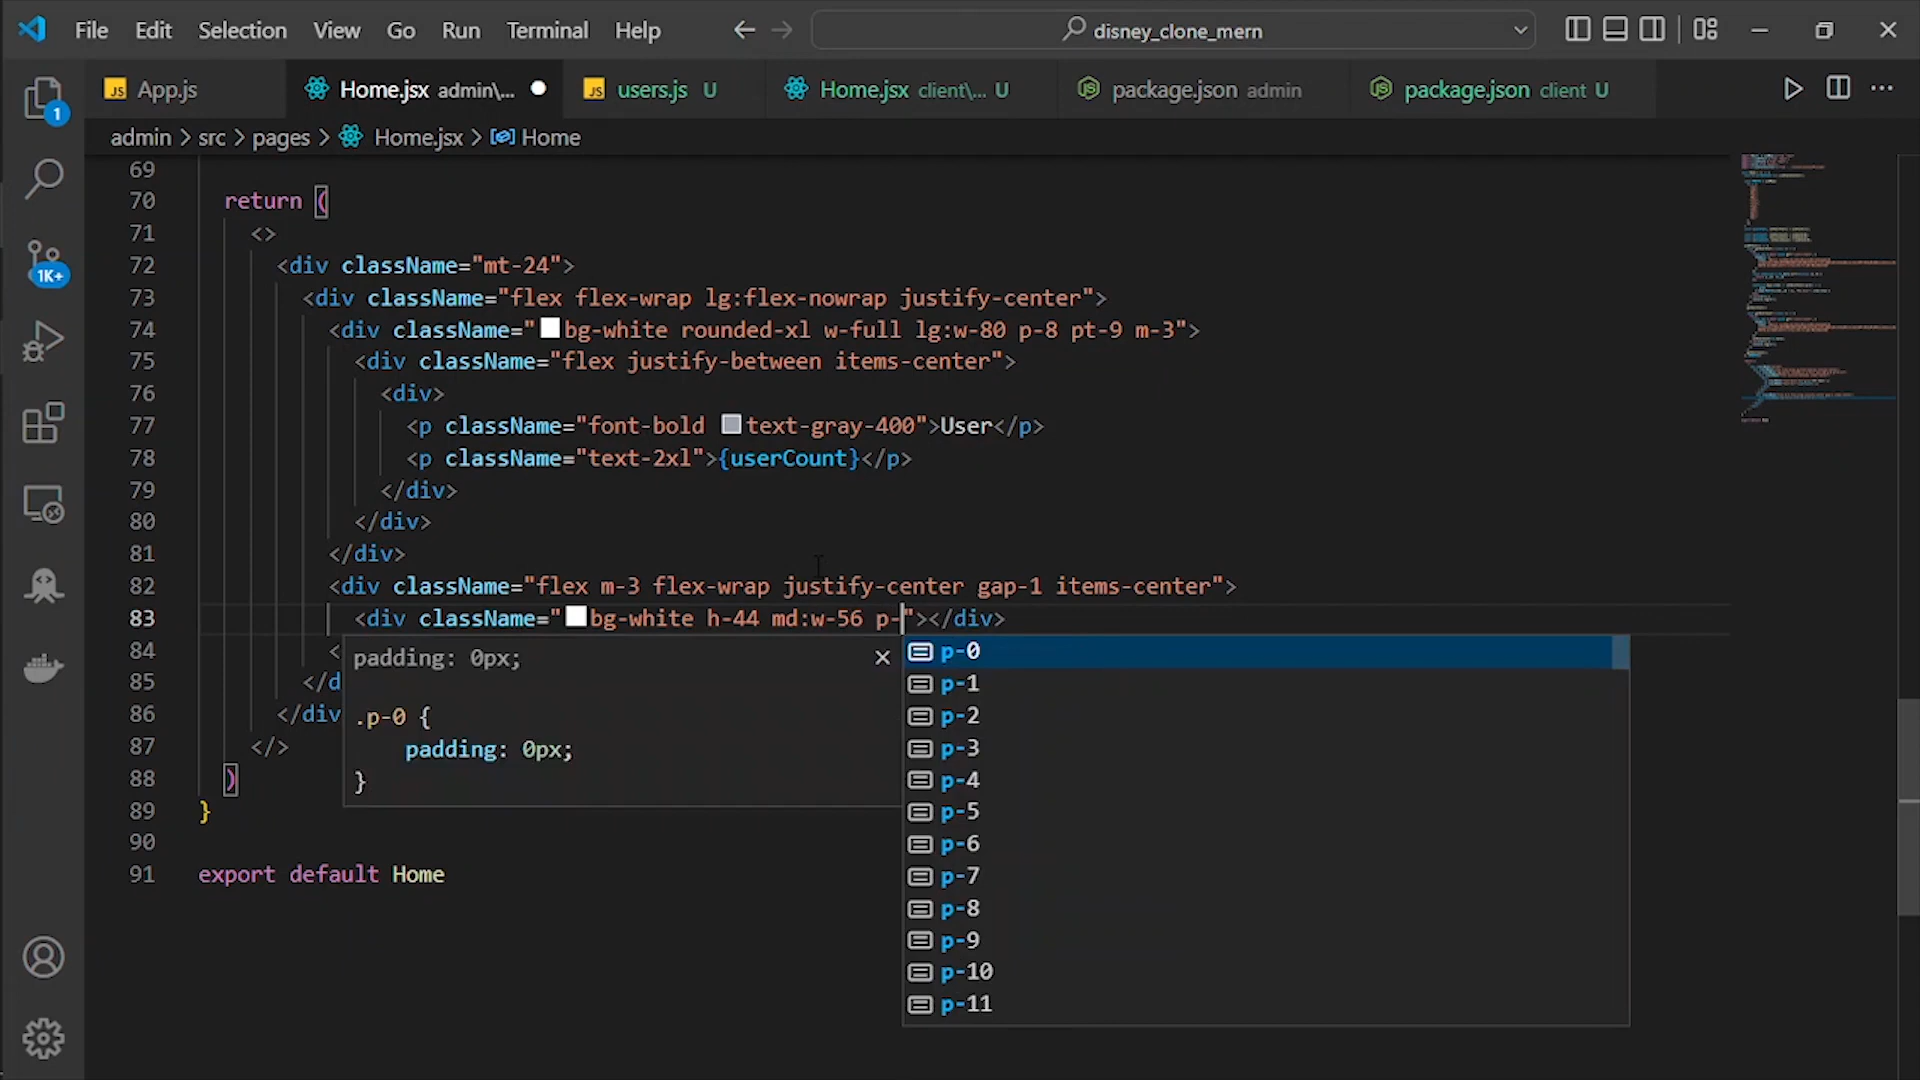 File Edit Selection View Go Run Terminal Help disney_clone_mern
App.js Home.jsx admin\... users.js U Home.jsx client\... U package.json admin package.json client U
admin > src > pages > Home.jsx > Home
1
1K+
69
70 return (
71 <>
72 <div className="mt-24">
73 <div className="flex flex-wrap lg:flex-nowrap justify-center">
74 <div className="bg-white rounded-xl w-full lg:w-80 p-8 pt-9 m-3">
75 <div className="flex justify-between items-center">
76 <div>
77 <p className="font-bold text-gray-400">User</p>
78 <p className="text-2xl">{userCount}</p>
79 </div>
80 </div>
81 </div>
82 <div className="flex m-3 flex-wrap justify-center gap-1 items-center">
83 <div className="bg-white h-44 md:w-56 p-"></div>
84 <
85 </d
86 </div
87 </>
88 )
89 }
90
91 export default Home
padding: 0px;
.p-0 {
padding: 0px;
}
p-0
p-1
p-2
p-3
p-4
p-5
p-6
p-7
p-8
p-9
p-10
p-11